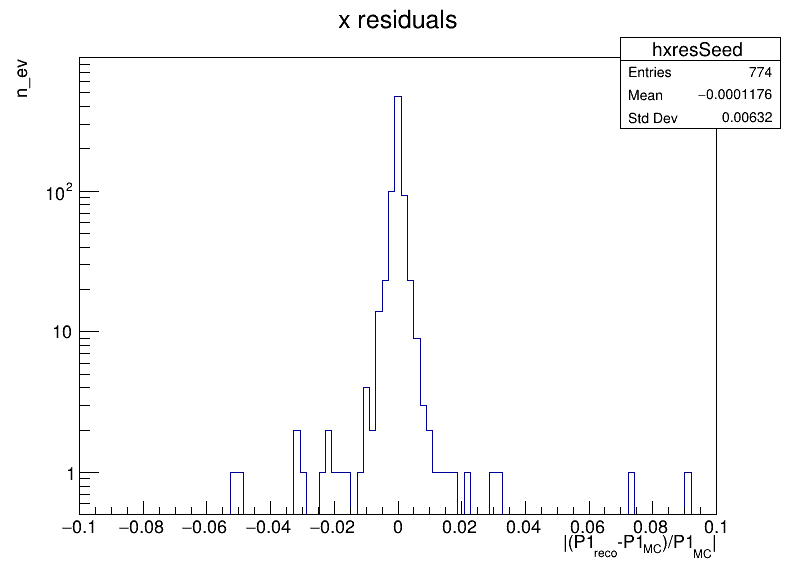 x residuals
hxresSeed
Entries 774
Mean −0.0001176
Std Dev 0.00632
n_ev
10²
10
1
−0.1 −0.08 −0.06 −0.04 −0.02 0 0.02 0.04 0.06 0.08 0.1
|(P1reco-P1MC)/P1MC|